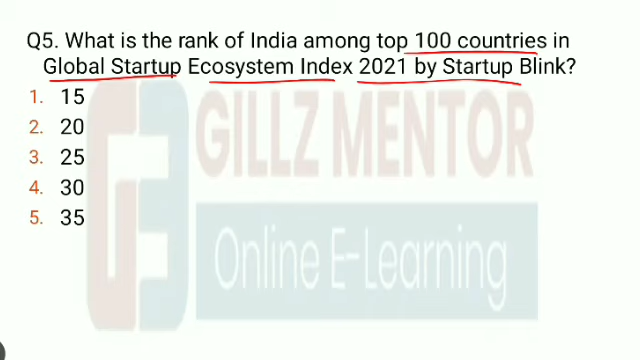 Q5. What is the rank of India among top 100 countries in
Global Startup Ecosystem Index 2021 by Startup Blink?
1. 15
2. 20
3. 25
4. 30
5. 35
GILLZ MENTOR
Online E-Learning